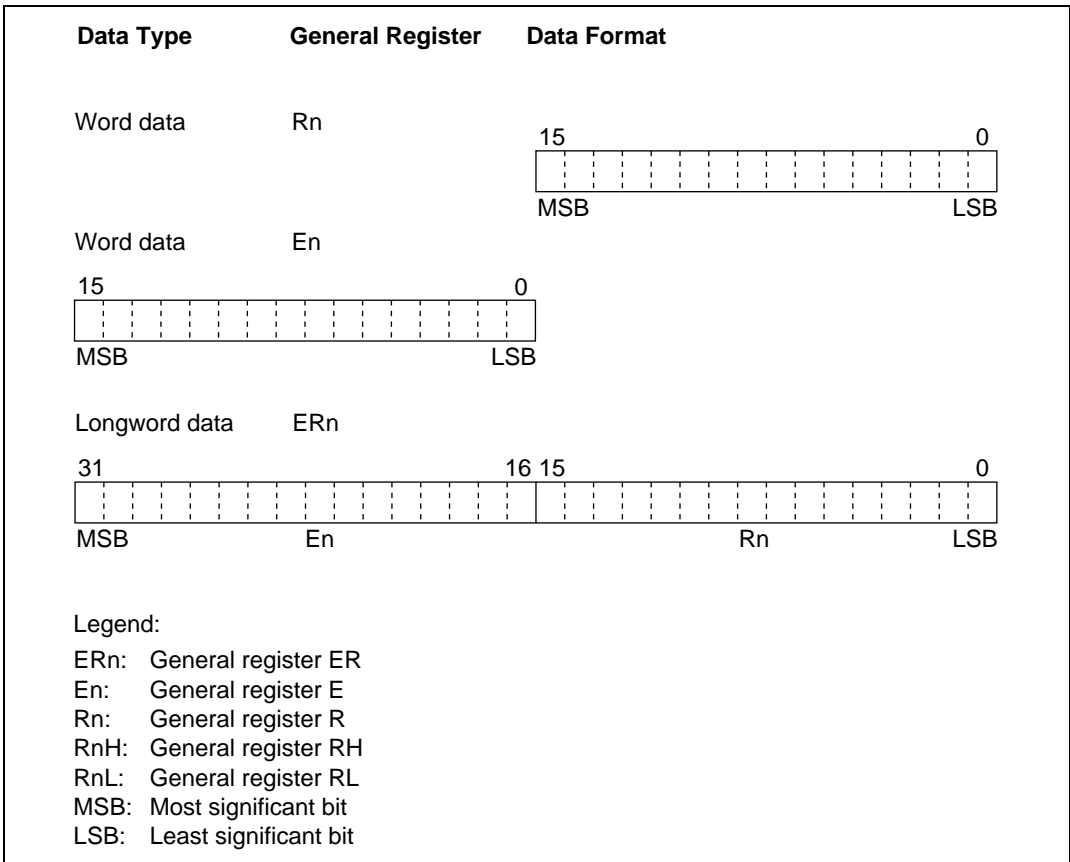 Data Type General Register Data Format
Word data Rn
15 0
MSB LSB
Word data En
15 0
MSB LSB
Longword data ERn
31 16 15 0
MSB En Rn LSB
Legend:
ERn: General register ER
En: General register E
Rn: General register R
RnH: General register RH
RnL: General register RL
MSB: Most significant bit
LSB: Least significant bit